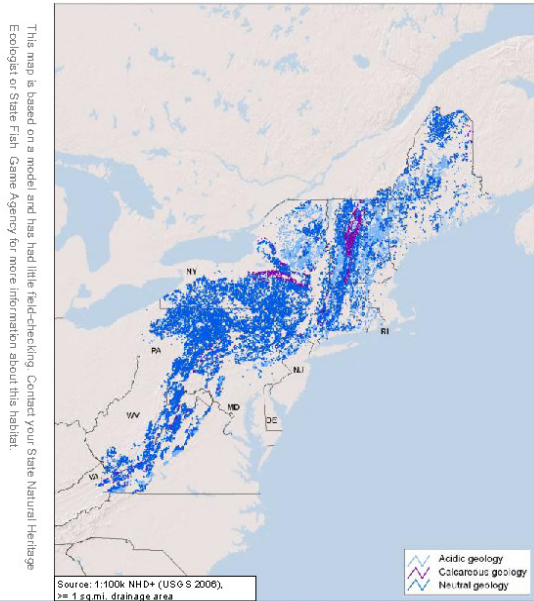 This map is based on a model and has had little field-checking. Contact your State Natural Heritage
Ecologist or State Fish Game Agency for more information about this habitat.
NY
RI
PA
NJ
MD
DE
WV
VA
Acidic geology
Calcareous geology
Neutral geology
Source: 1:100k NHD+ (USGS 2006),
>= 1 sq.mi. drainage area